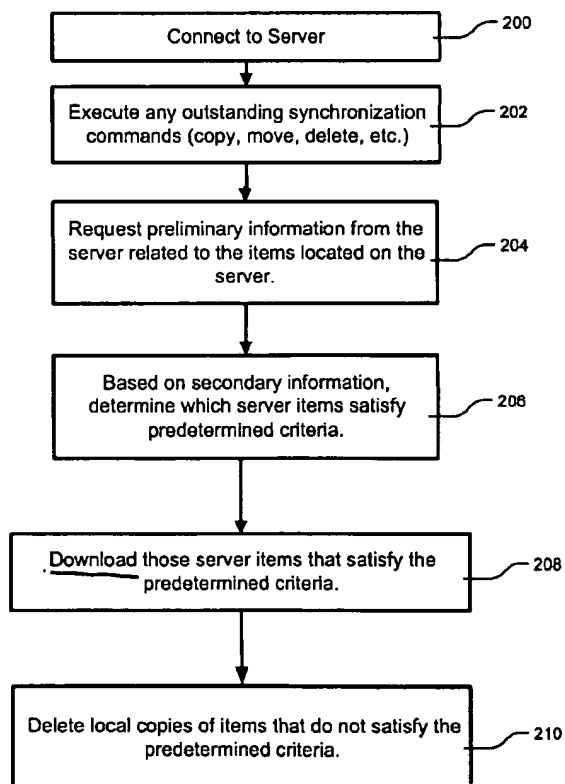 Connect to Server
200
Execute any outstanding synchronization
commands (copy, move, delete, etc.)
202
Request preliminary information from the
server related to the items located on the
server.
204
Based on secondary information,
determine which server items satisfy
predetermined criteria.
206
Download those server items that satisfy the
predetermined criteria.
208
Delete local copies of items that do not satisfy the
predetermined criteria.
210